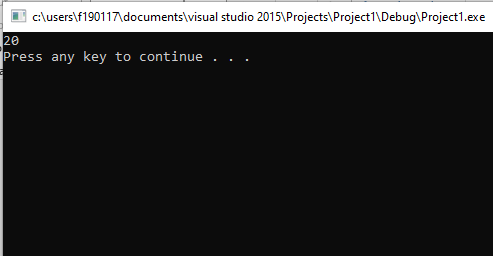 c:\users\f190117\documents\visual studio 2015\Projects\Project1\Debug\Project1.exe
20
Press any key to continue . . .